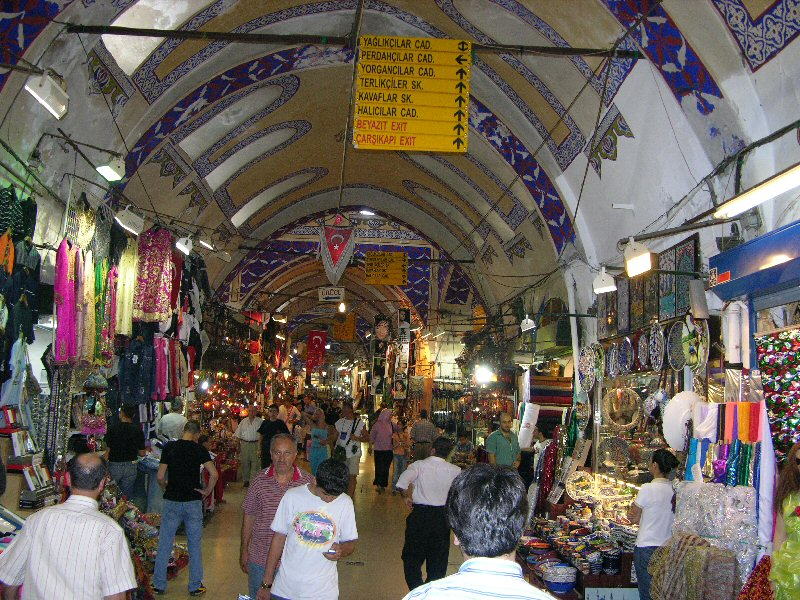 YAĞLIKÇILAR CAD.
PERDAHÇILAR CAD.
YORGANCILAR CAD.
TERLİKÇİLER SK.
KAVAFLAR SK.
HALICILAR CAD.
BEYAZIT EXIT
ÇARŞIKAPI EXIT